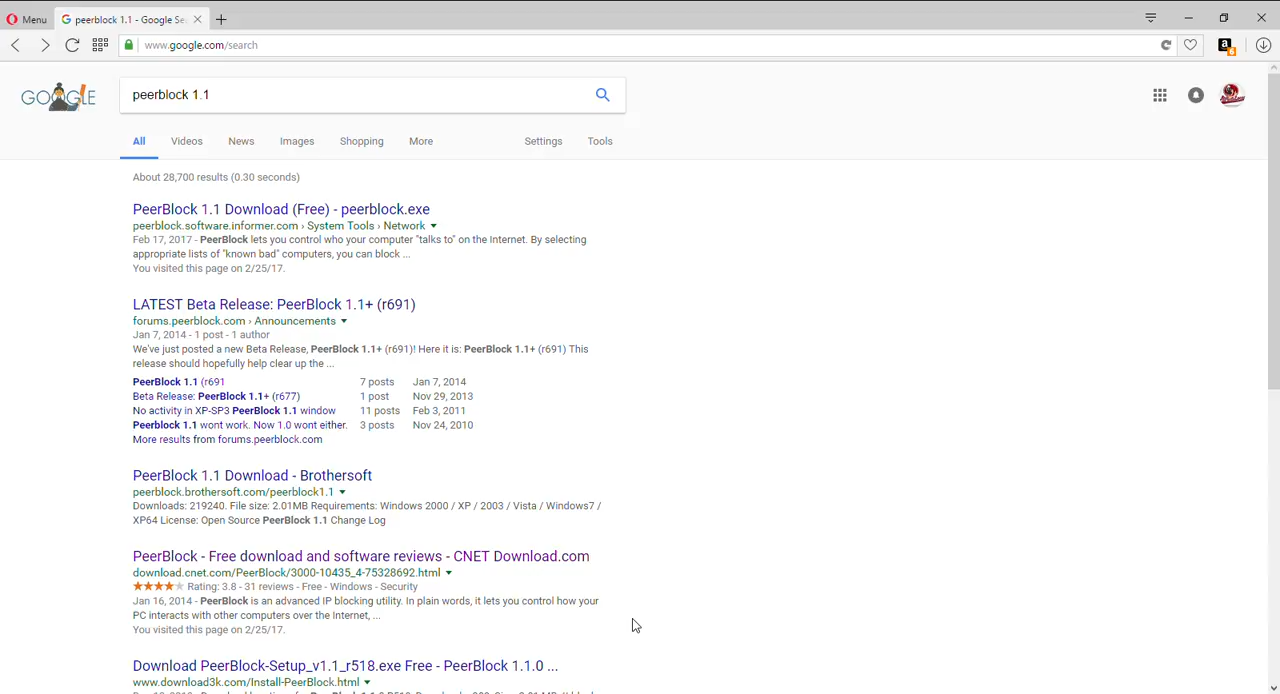 Menu
peerblock 1.1 - Google Se
www.google.com/search
GOOGLE
peerblock 1.1
All Videos News Images Shopping More Settings Tools
About 28,700 results (0.30 seconds)
PeerBlock 1.1 Download (Free) - peerblock.exe
peerblock.software.informer.com › System Tools › Network
Feb 17, 2017 - PeerBlock lets you control who your computer "talks to" on the Internet. By selecting
appropriate lists of "known bad" computers, you can block ...
You visited this page on 2/25/17.
LATEST Beta Release: PeerBlock 1.1+ (r691)
forums.peerblock.com › Announcements
Jan 7, 2014 - 1 post - 1 author
We've just posted a new Beta Release, PeerBlock 1.1+ (r691)! Here it is: PeerBlock 1.1+ (r691) This
release should hopefully help clear up the ...
PeerBlock 1.1 (r691 7 posts Jan 7, 2014
Beta Release: PeerBlock 1.1+ (r677) 1 post Nov 29, 2013
No activity in XP-SP3 PeerBlock 1.1 window 11 posts Feb 3, 2011
Peerblock 1.1 wont work. Now 1.0 wont either. 3 posts Nov 24, 2010
More results from forums.peerblock.com
PeerBlock 1.1 Download - Brothersoft
peerblock.brothersoft.com/peerblock1.1
Downloads: 219240. File size: 2.01MB Requirements: Windows 2000 / XP / 2003 / Vista / Windows7 /
XP64 License: Open Source PeerBlock 1.1 Change Log
PeerBlock - Free download and software reviews - CNET Download.com
download.cnet.com/PeerBlock/3000-10435_4-75328692.html
Rating: 3.8 - 31 reviews - Free - Windows - Security
Jan 16, 2014 - PeerBlock is an advanced IP blocking utility. In plain words, it lets you control how your
PC interacts with other computers over the Internet, ...
You visited this page on 2/25/17.
Download PeerBlock-Setup_v1.1_r518.exe Free - PeerBlock 1.1.0 ...
www.download3k.com/Install-PeerBlock.html